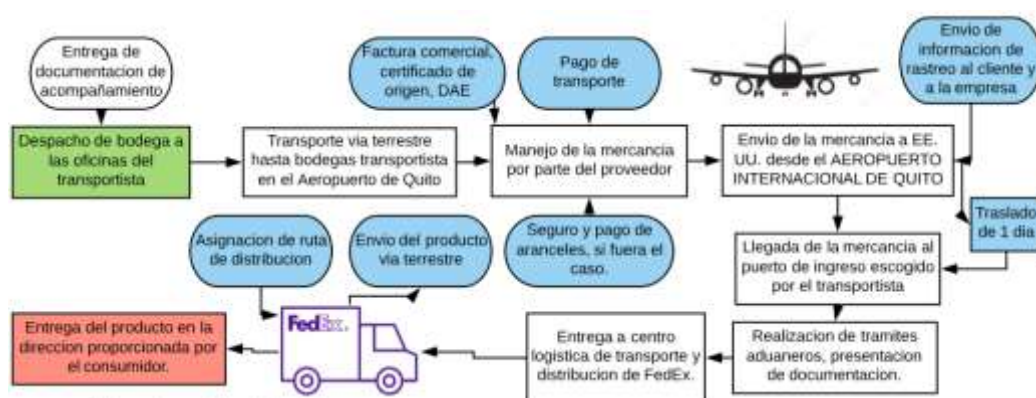 Entrega de
documentacion de
acompañamiento
Factura comercial,
certificado de
origen, DAE
Pago de
transporte
Envio de
informacion de
rastreo al cliente y
a la empresa
Despacho de bodega a
las oficinas del
transportista
Transporte via terrestre
hasta bodegas transportista
en el Aeropuerto de Quito
Manejo de la mercancia
por parte del proveedor
Envio de la mercancia a EE.
UU. desde el AEROPUERTO
INTERNACIONAL DE QUITO
Asignacion de ruta
de distribucion
Envio del producto
via terrestre
Seguro y pago de
aranceles, si fuera el
caso.
Llegada de la mercancia al
puerto de ingreso escogido
por el transportista
Traslado
de 1 dia
Entrega del producto en la
direccion proporcionada por
el consumidor.
FedEx.
Entrega a centro
logistica de transporte y
distribucion de FedEx.
Realizacion de tramites
aduaneros, presentacion
de documentacion.